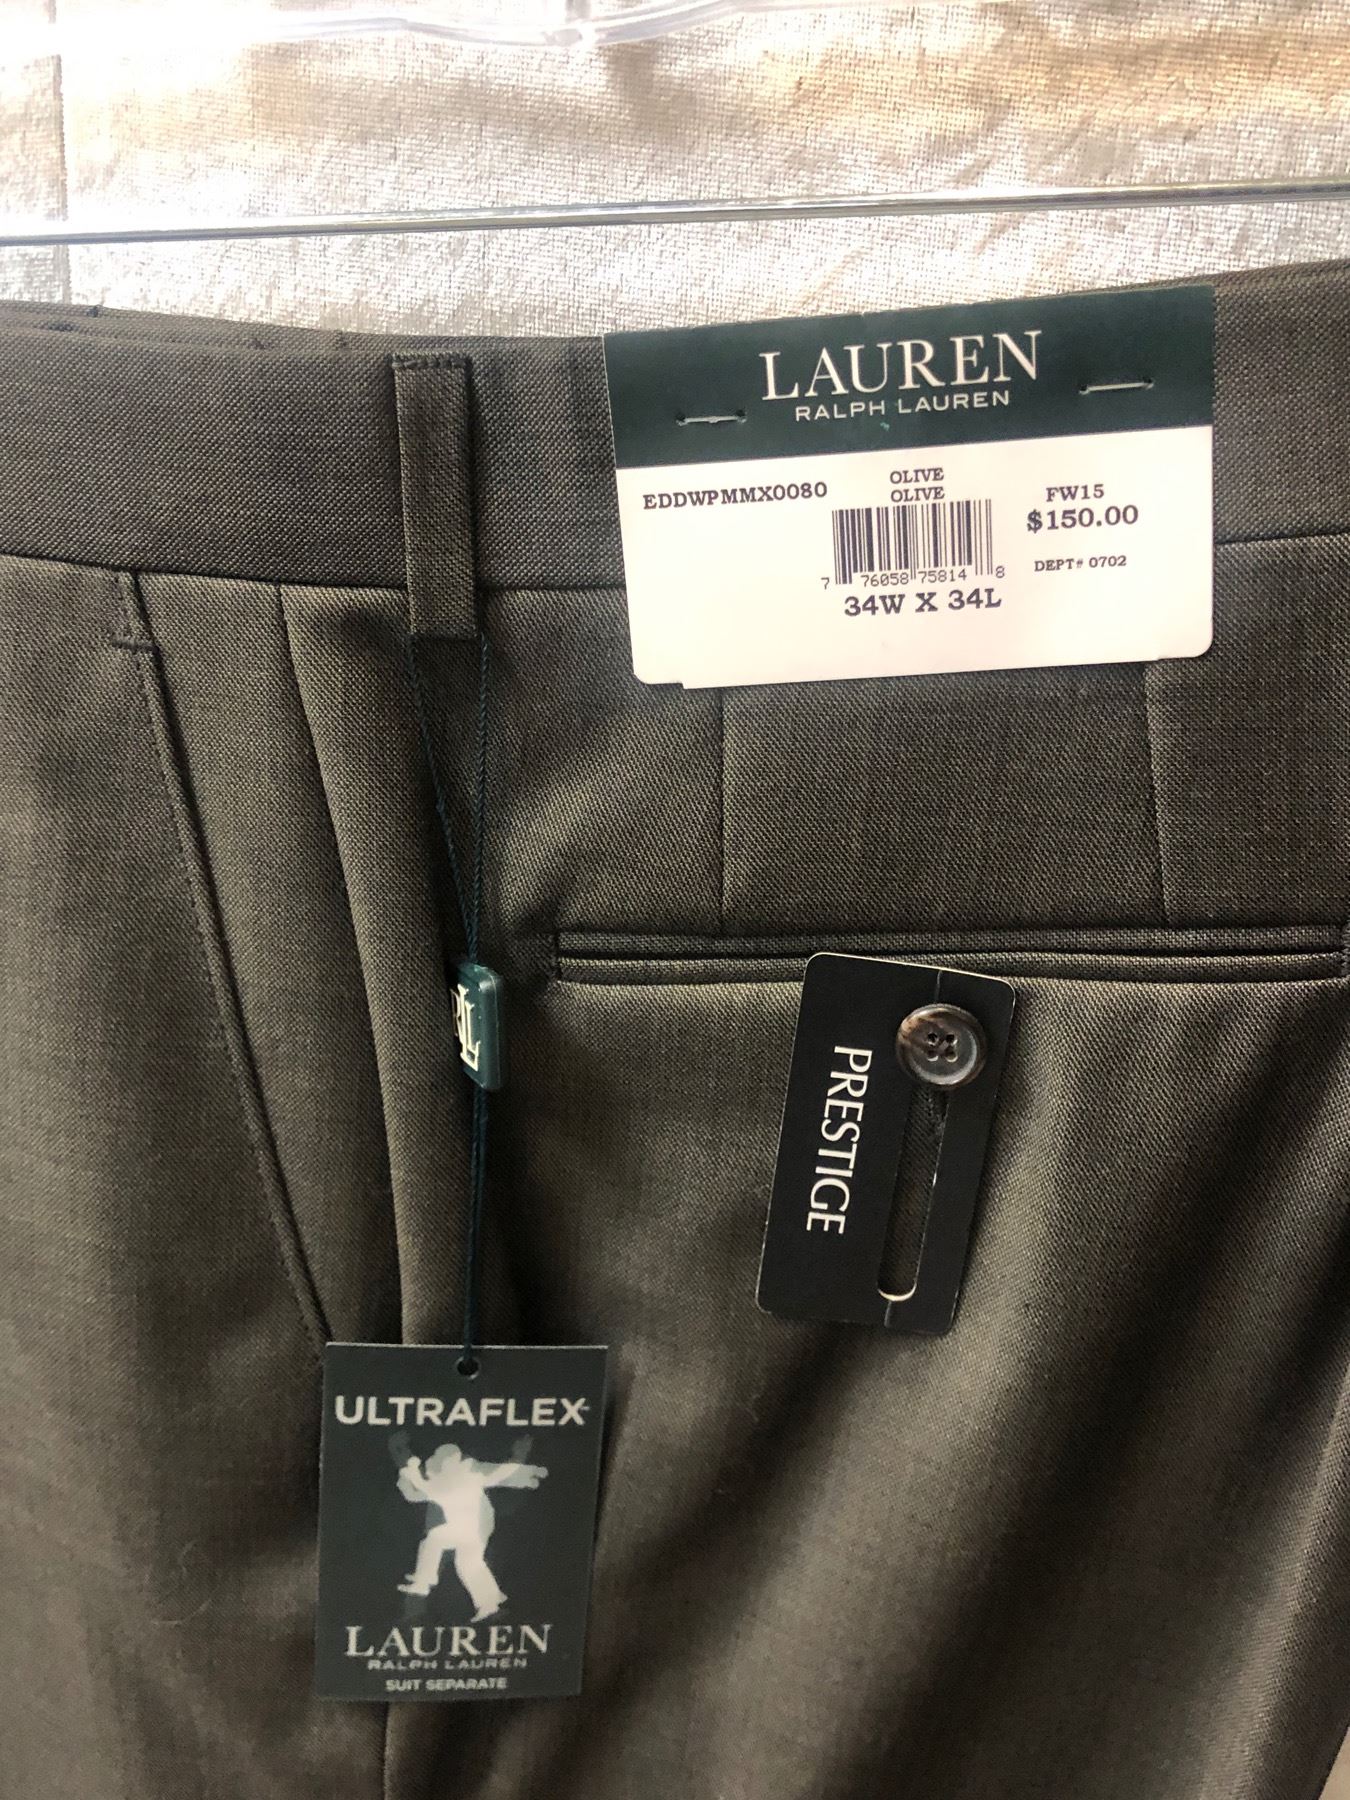 LAUREN
RALPH LAUREN
EDDWPMMX0080
OLIVE
OLIVE
FW15
$150.00
7 76058 75814 8
DEPT# 0702
34W X 34L
RL
PRESTIGE
ULTRAFLEX
LAUREN
RALPH LAUREN
SUIT SEPARATE